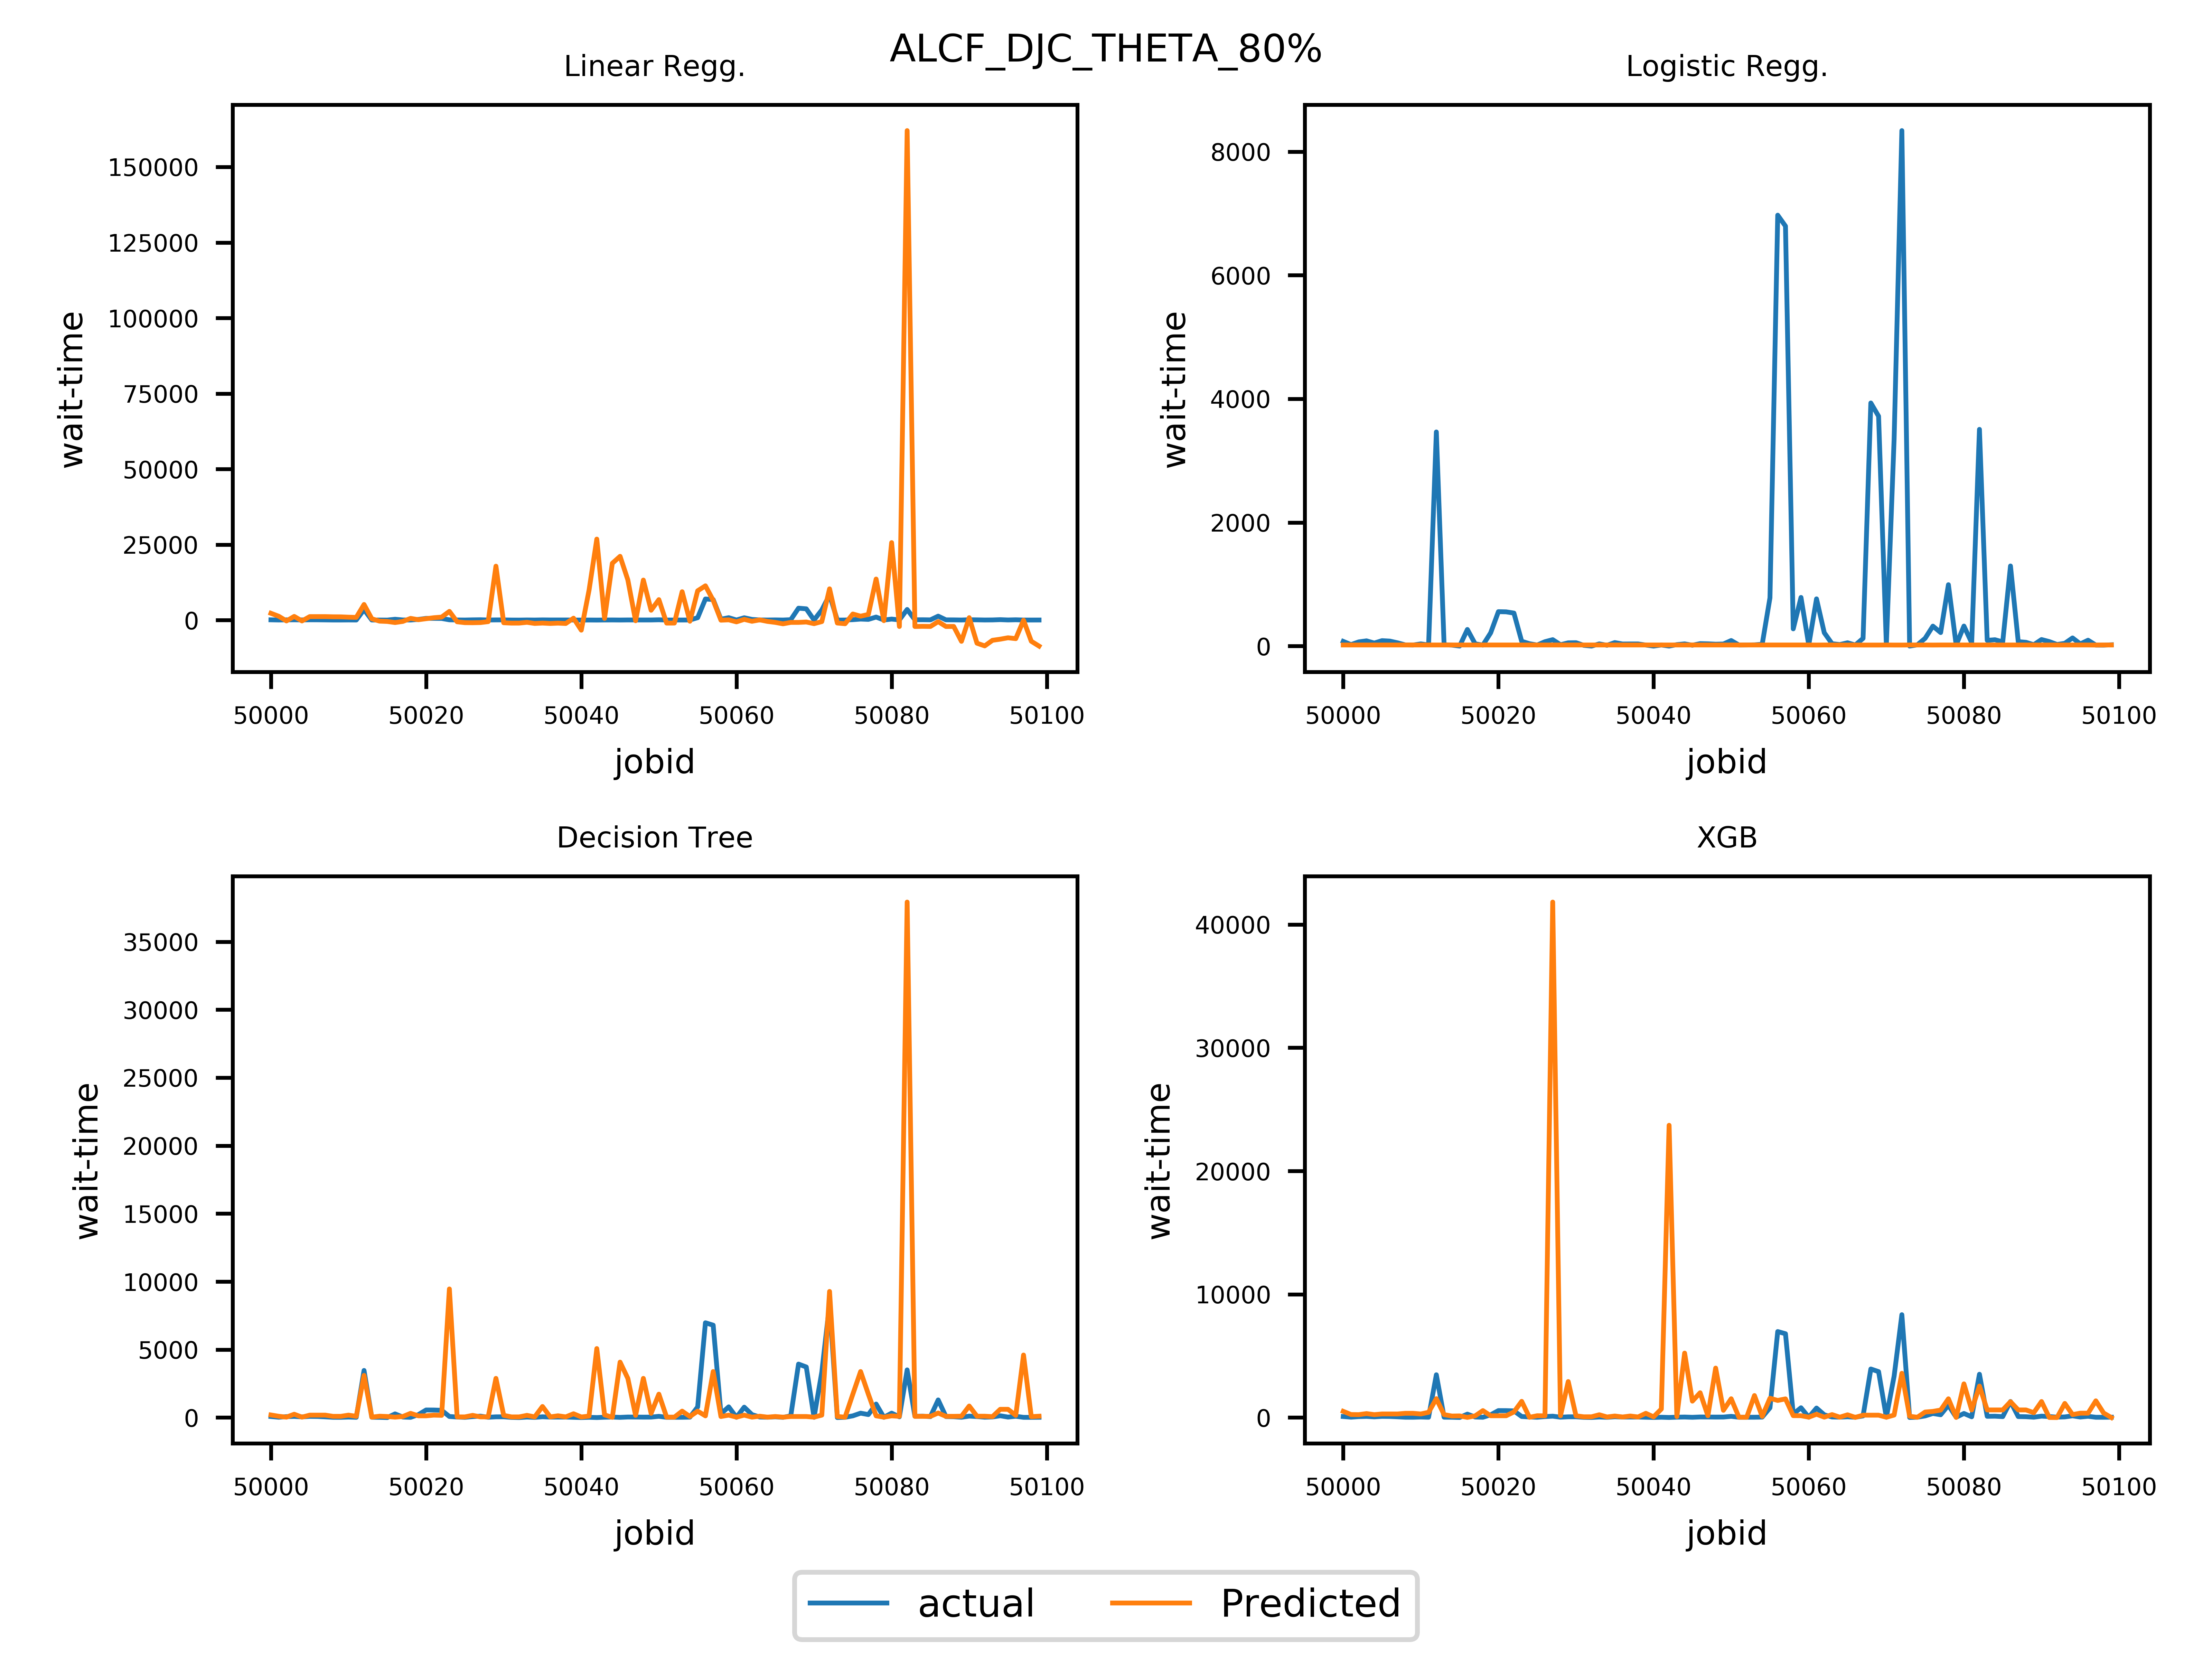 ALCF_DJC_THETA_80%
Linear Regg.
150000
125000
100000
75000
50000
25000
0
wait-time
50000 50020 50040 50060 50080 50100
jobid
Logistic Regg.
8000
6000
4000
2000
0
wait-time
50000 50020 50040 50060 50080 50100
jobid
Decision Tree
35000
30000
25000
20000
15000
10000
5000
0
wait-time
50000 50020 50040 50060 50080 50100
jobid
XGB
40000
30000
20000
10000
0
wait-time
50000 50020 50040 50060 50080 50100
jobid
actual Predicted